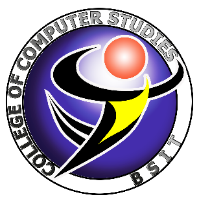 COLLEGE OF COMPUTER STUDIES
BSIT